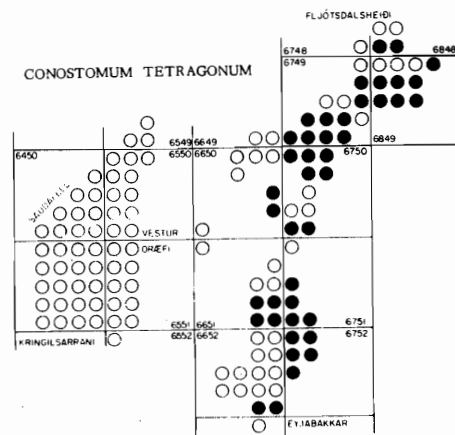 FLJÓTSDALSHEIÐI
6748 6848
6749
CONOSTOMUM TETRAGONUM
6549 6649
6849
6450 6550 6650 6750
SAUÐAFELL
VESTUR
ÖRÆFI
6551 6651 6751
KRINGILSÁRRANI 6552 6652 6752
EYJABAKKAR